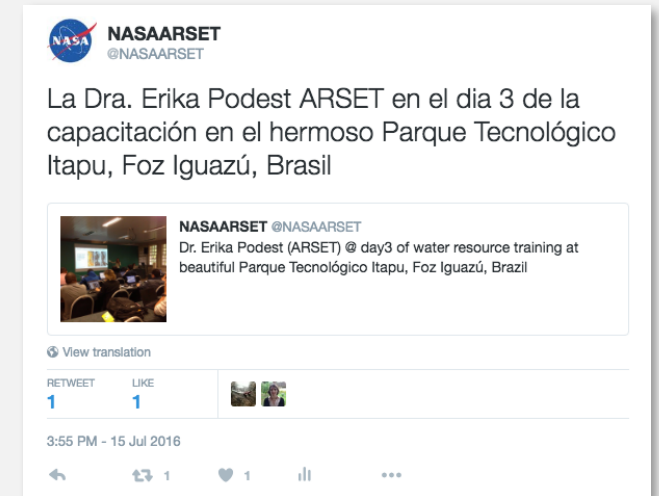 NASA
NASAARSET
@NASAARSET
La Dra. Erika Podest ARSET en el dia 3 de la
capacitación en el hermoso Parque Tecnológico
Itapu, Foz Iguazú, Brasil
NASAARSET @NASAARSET
Dr. Erika Podest (ARSET) @ day3 of water resource training at
beautiful Parque Tecnológico Itapu, Foz Iguazú, Brazil
View translation
RETWEET LIKE
1 1
3:55 PM - 15 Jul 2016
1 1